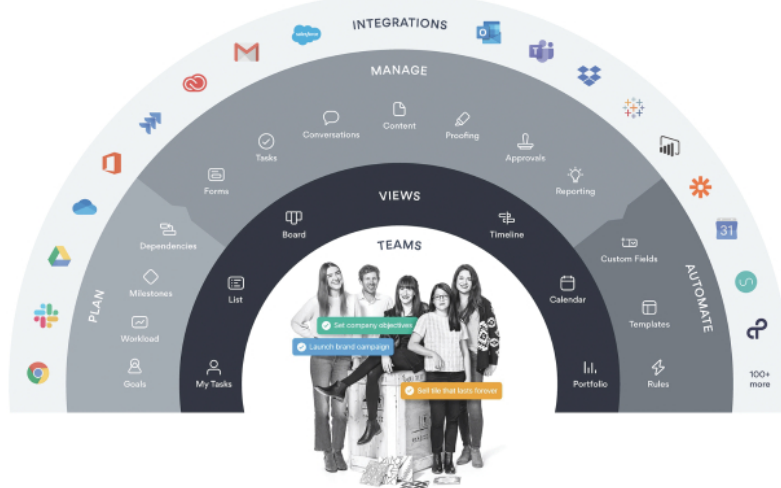 INTEGRATIONS
salesforce
31
100+
more
MANAGE
Forms
Tasks
Conversations
Content
Proofing
Approvals
Reporting
PLAN
Dependencies
Milestones
Workload
Goals
AUTOMATE
Custom Fields
Templates
Rules
VIEWS
My Tasks
List
Board
Timeline
Calendar
Portfolio
TEAMS
Set company objectives
Launch brand campaign
Sell tile that lasts forever